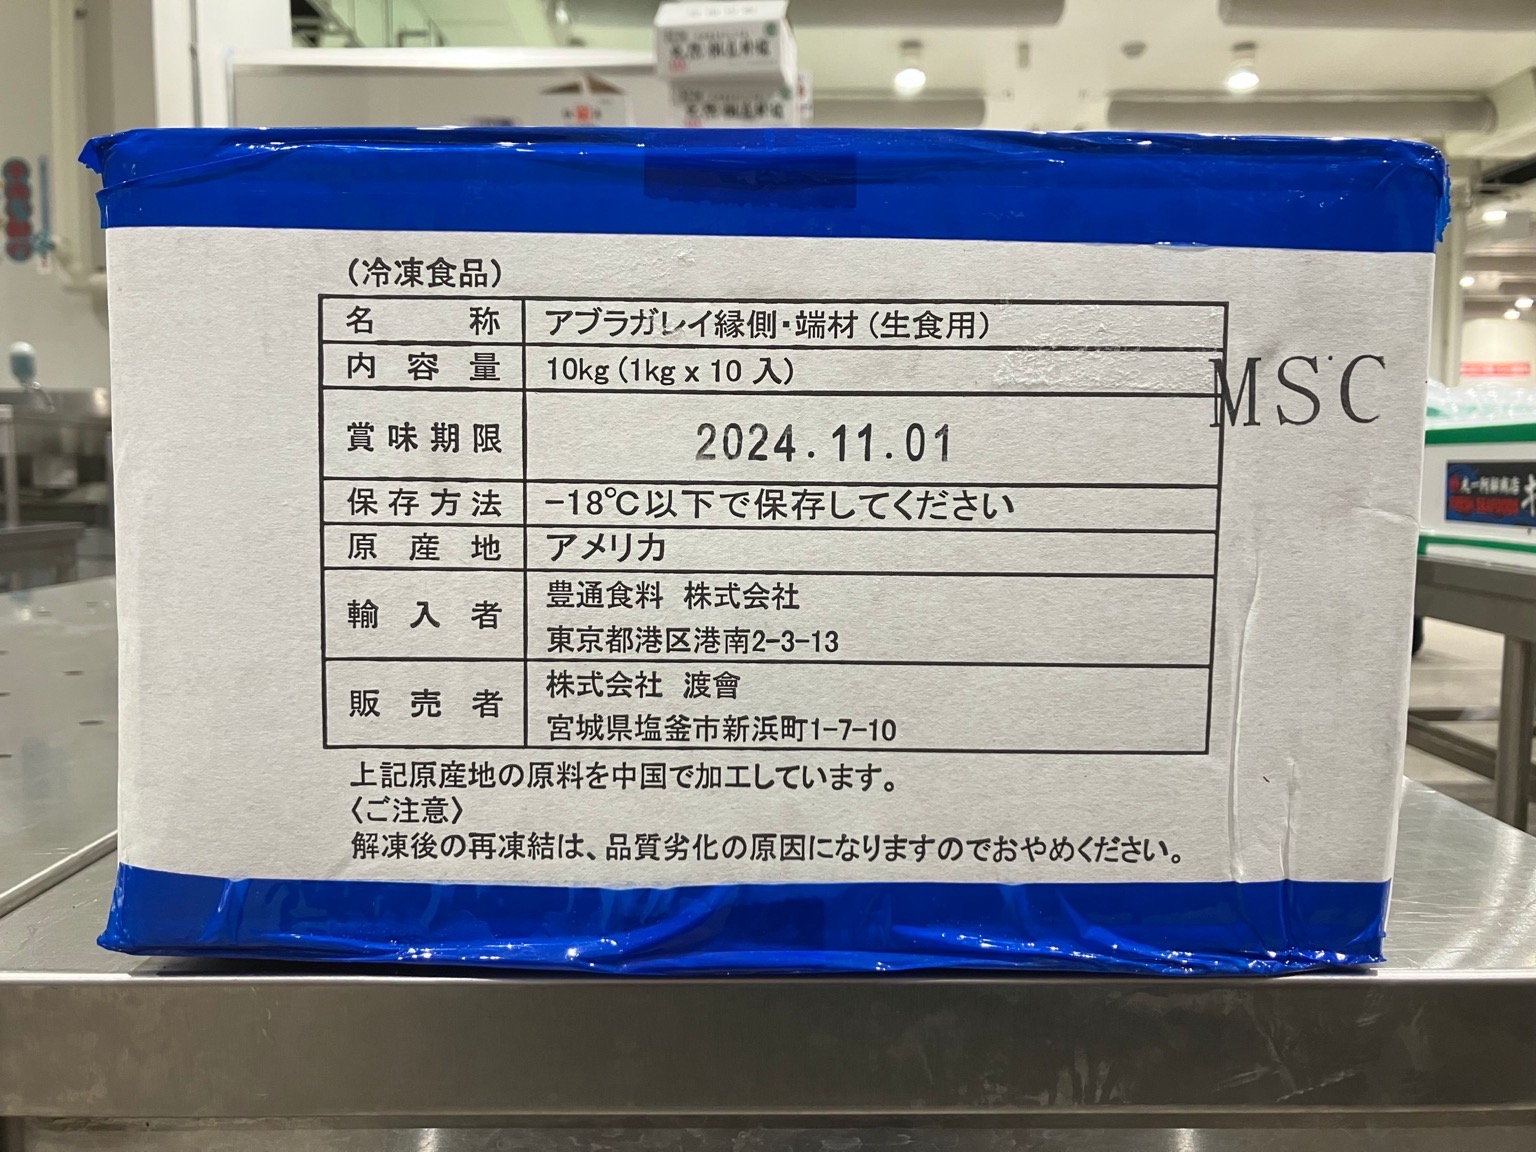 (冷凍食品)
名称 アブラガレイ縁側・端材(生食用)
内容量 10kg(1kg x 10 入)
MSC
賞味期限 2024.11.01
保存方法 -18℃以下で保存してください
原産地 アメリカ
輸入者 豊通食料 株式会社
東京都港区港南2-3-13
販売者 株式会社 渡會
宮城県塩釜市新浜町1-7-10
上記原産地の原料を中国で加工しています。
〈ご注意〉
解凍後の再凍結は、品質劣化の原因になりますのでおやめください。